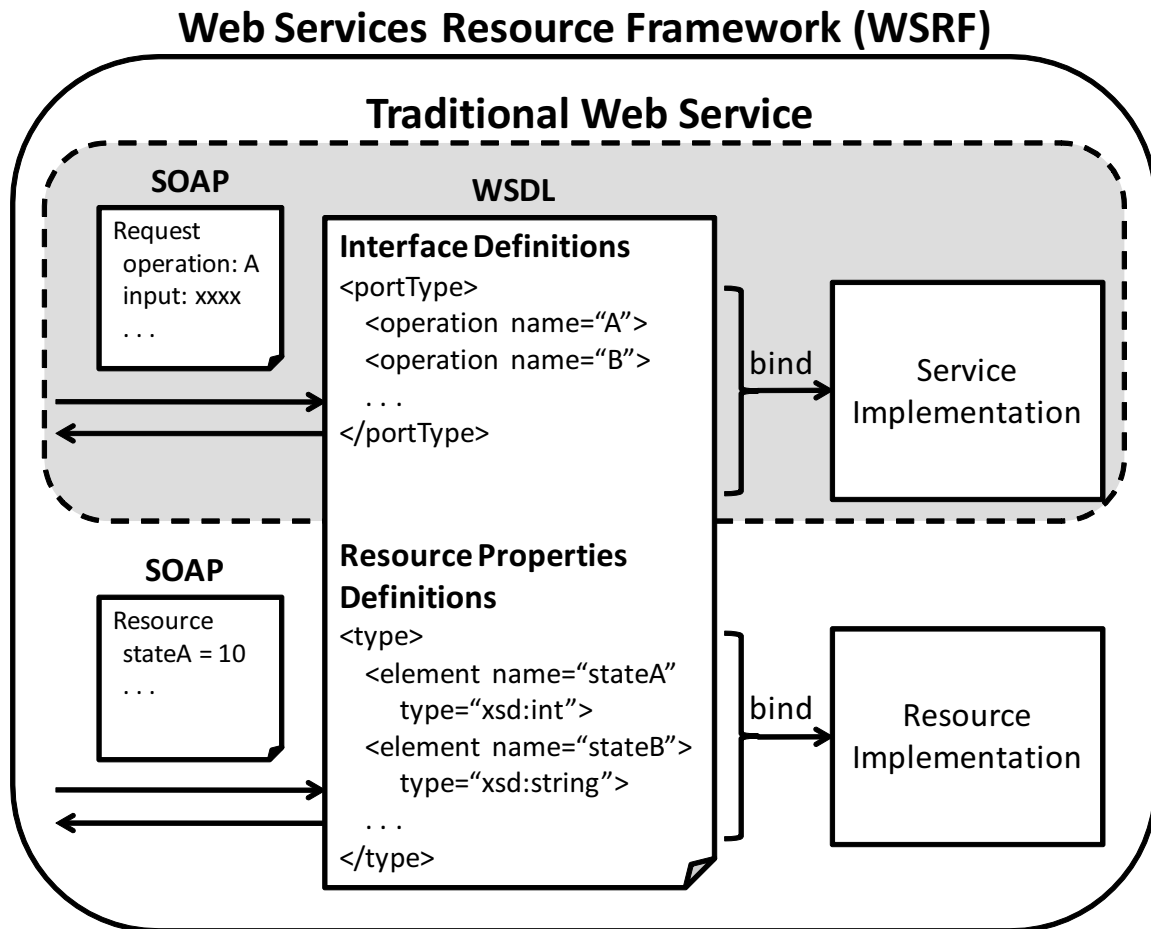 Web Services Resource Framework (WSRF)
Traditional Web Service
SOAP
Request
operation: A
input: xxxx
. . .
WSDL
Interface Definitions
<portType>
<operation name=“A”>
<operation name=“B”>
. . .
</portType>
bind
Service
Implementation
SOAP
Resource
stateA = 10
. . .
Resource Properties
Definitions
<type>
<element name=“stateA”
type=“xsd:int”>
<element name=“stateB”>
type=“xsd:string”>
. . .
</type>
bind
Resource
Implementation